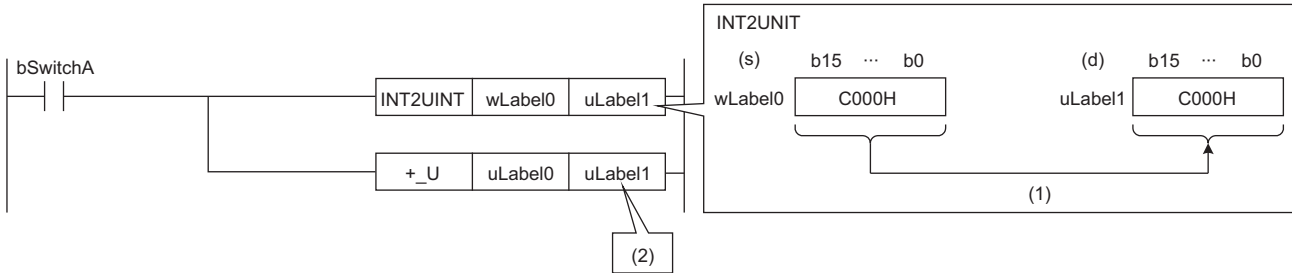 bSwitchA
INT2UINT wLabel0 uLabel1
+_U uLabel0 uLabel1
(2)
INT2UNIT
(s) b15 ··· b0 (d) b15 ··· b0
wLabel0 C000H uLabel1 C000H
(1)